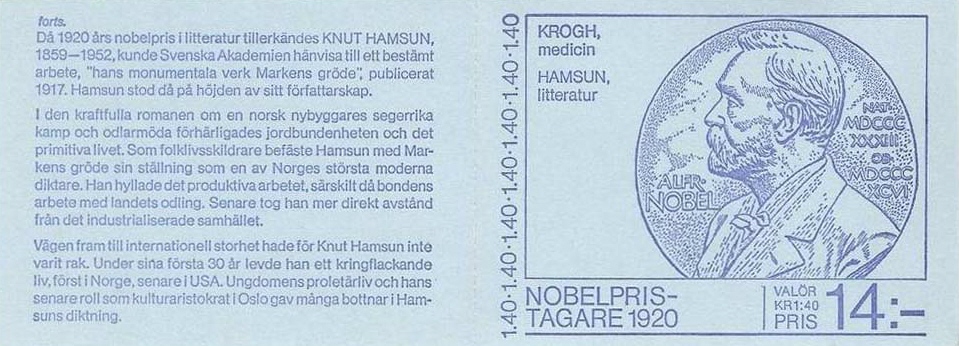 forts.
Då 1920 års nobelpris i litteratur tillerkändes KNUT HAMSUN,
1859—1952, kunde Svenska Akademien hänvisa till ett bestämt
arbete, "hans monumentala verk Markens gröde", publicerat
1917. Hamsun stod då på höjden av sitt författarskap.
I den kraftfulla romanen om en norsk nybyggares segerrika
kamp och odlarmöda förhärligades jordbundenheten och det
primitiva livet. Som folklivsskildrare befäste Hamsun med Mar-
kens gröde sin ställning som en av Norges största moderna
diktare. Han hyllade det produktiva arbetet, särskilt då bondens
arbete med landets odling. Senare tog han mer direkt avstånd
från det industrialiserade samhället.
Vägen fram till internationell storhet hade för Knut Hamsun inte
varit rak. Under sina första 30 år levde han ett kringflackande
liv, först i Norge, senare i USA. Ungdomens proletärliv och hans
senare roll som kulturaristokrat i Oslo gav många bottnar i Ham-
suns diktning.
1.40·1.40·1.40·1.40·1.40·1.40·1.40·1.40
KROGH,
medicin
HAMSUN,
litteratur
ALFR·
NOBEL
NAT·
MDCCC
XXXIII·
OB·
MDCCC
XCVI·
NOBELPRIS-
TAGARE 1920
VALÖR
KR1:40
PRIS
14:-